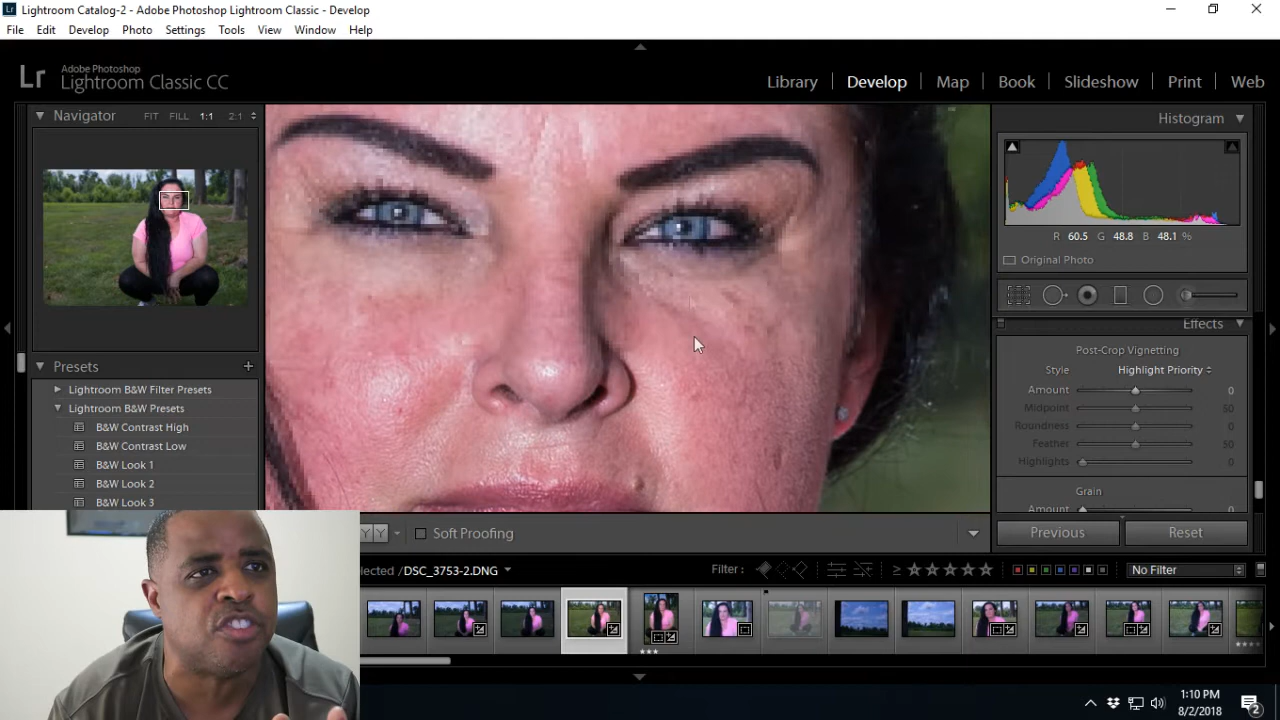 Lr Lightroom Catalog-2 - Adobe Photoshop Lightroom Classic - Develop
File Edit Develop Photo Settings Tools View Window Help
Lr Adobe Photoshop
Lightroom Classic CC
Library Develop Map Book Slideshow Print Web
Navigator FIT FILL 1:1 2:1
Histogram
R 60.5 G 48.8 B 48.1 %
Original Photo
Effects
Post-Crop Vignetting
Style Highlight Priority
Amount 0
Midpoint 50
Roundness 0
Feather 50
Highlights 0
Grain
Amount 0
Previous Reset
Presets +
Lightroom B&W Filter Presets
Lightroom B&W Presets
B&W Contrast High
B&W Contrast Low
B&W Look 1
B&W Look 2
B&W Look 3
Y Y Soft Proofing
lected /DSC_3753-2.DNG
Filter: ≥ No Filter
1:10 PM
8/2/2018
2